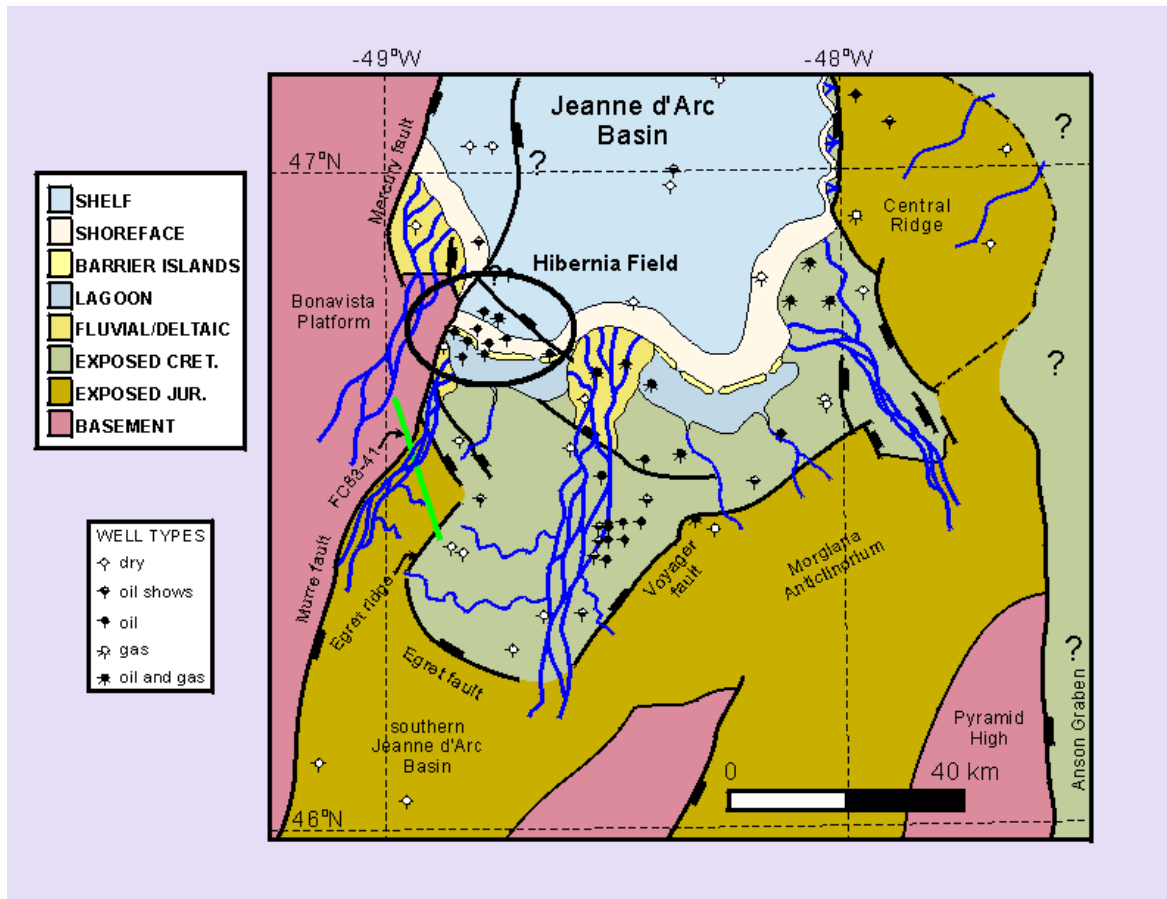 -49°W
-48°W
Jeanne d'Arc
Basin
?
47°N
?
Mercury fault
Central
Ridge
SHELF
SHOREFACE
BARRIER ISLANDS
LAGOON
FLUVIAL/DELTAIC
EXPOSED CRET.
EXPOSED JUR.
BASEMENT
Hibernia Field
?
Bonavista
Platform
?
FC83-41
WELL TYPES
dry
oil shows
oil
gas
oil and gas
Murre fault
Egret ridge
Voyager
fault
Morgiana
Anticlinorium
Egret fault
?
southern
Jeanne d'Arc
Basin
Pyramid
High
Anson Graben
0
40 km
46°N